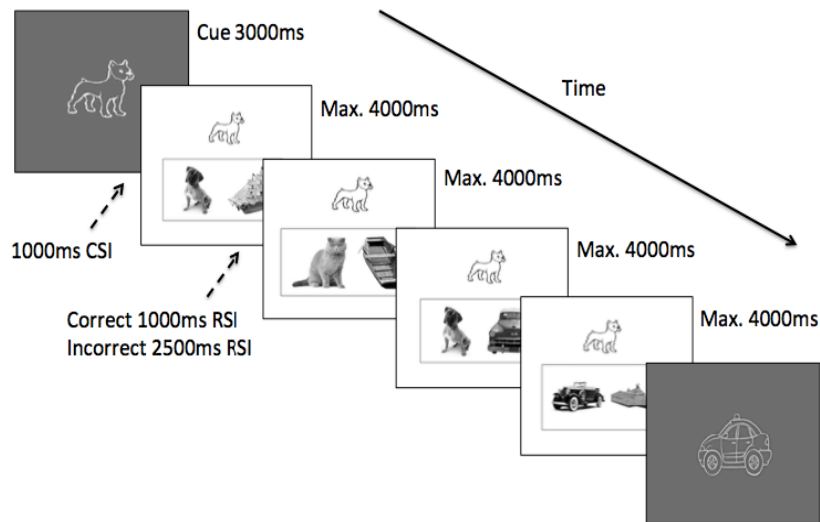 Cue 3000ms
Time
Max. 4000ms
Max. 4000ms
1000ms CSI
Max. 4000ms
Correct 1000ms RSI
Incorrect 2500ms RSI
Max. 4000ms